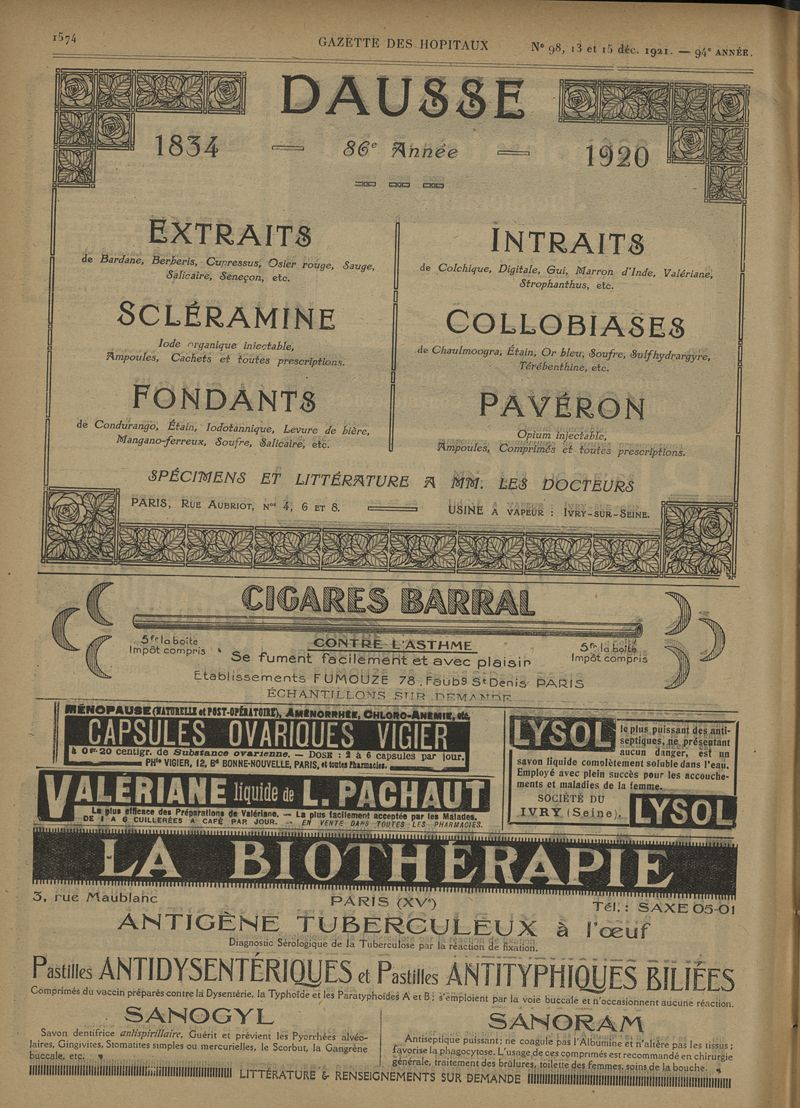 1574
GAZETTE DES HOPITAUX
N° 98, 13 et 15 déc. 1921. — 94e ANNÉE.
DAUSSE
1834 — 86e Année — 1920
EXTRAITS
de Bardane, Berberis, Cupressus, Osier rouge, Sauge,
Salicaire, Seneçon, etc.
SCLÉRAMINE
Iode organique injectable,
Ampoules, Cachets et toutes prescriptions.
FONDANTS
de Condurango, Étain, Iodotannique, Levure de bière,
Mangano-ferreux, Soufre, Salicaire, etc.
INTRAITS
de Colchique, Digitale, Gui, Marron d'Inde, Valériane,
Strophanthus, etc.
COLLOBIASES
de Chaulmoogra, Étain, Or bleu, Soufre, Sulfhydrargyre,
Térébenthine, etc.
PAVÉRON
Opium injectable,
Ampoules, Comprimés et toutes prescriptions.
SPÉCIMENS ET LITTÉRATURE A MM. LES DOCTEURS
PARIS, RUE AUBRIOT, Nos 4, 6 ET 8.
USINE A VAPEUR : IVRY-SUR-SEINE.
CIGARES BARRAL
5fr la boîte
Impôt compris
CONTRE L'ASTHME
5fr la boîte
Impôt compris
Se fument facilement et avec plaisir
Etablissements FUMOUZE 78, Faubg St Denis PARIS
ÉCHANTILLONS SUR DEMANDE
MÉNOPAUSE (NATURELLE et POST-OPÉRATOIRE), AMÉNORRHÉE, CHLORO-ANÉMIE, etc.
CAPSULES OVARIQUES VIGIER
à 0gr20 centigr. de Substance ovarienne. — DOSE : 2 à 6 capsules par jour.
PHie VIGIER, 12, Bd BONNE-NOUVELLE, PARIS, et toutes Pharmacies.
VALÉRIANE liquide de L. PACHAUT
La plus efficace des Préparations de Valériane. — La plus facilement acceptée par les Malades.
DE 1 A 6 CUILLERÉES A CAFÉ PAR JOUR. — EN VENTE DANS TOUTES LES PHARMACIES.
LYSOL
le plus puissant des anti-
septiques, ne présentant
aucun danger, est un
savon liquide complètement soluble dans l'eau.
Employé avec plein succès pour les accouche-
ments et maladies de la femme.
SOCIÉTÉ DU
LYSOL
IVRY (Seine).
LA BIOTHÉRAPIE
3, rue Maublanc
PARIS (XVe)
Tél. : SAXE 05-01
ANTIGÈNE TUBERCULEUX à l'œuf
Diagnostic Sérologique de la Tuberculose par la réaction de fixation.
Pastilles ANTIDYSENTÉRIQUES et Pastilles ANTITYPHIQUES BILIÉES
Comprimés du vaccin préparés contre la Dysentérie, la Typhoïde et les Paratyphoïdes A et B ; s'emploient par la voie buccale et n'occasionnent aucune réaction.
SANOGYL
Savon dentifrice antispirillaire. Guérit et prévient les Pyorrhées alvéo-
laires, Gingivites, Stomatites simples ou mercurielles, le Scorbut, la Gangrène
buccale, etc.
SANORAM
Antiseptique puissant ; ne coagule pas l'Albumine et n'altère pas les tissus ;
favorise la phagocytose. L'usage de ces comprimés est recommandé en chirurgie
générale, traitement des brûlures, toilette des femmes, soins de la bouche.
LITTÉRATURE & RENSEIGNEMENTS SUR DEMANDE